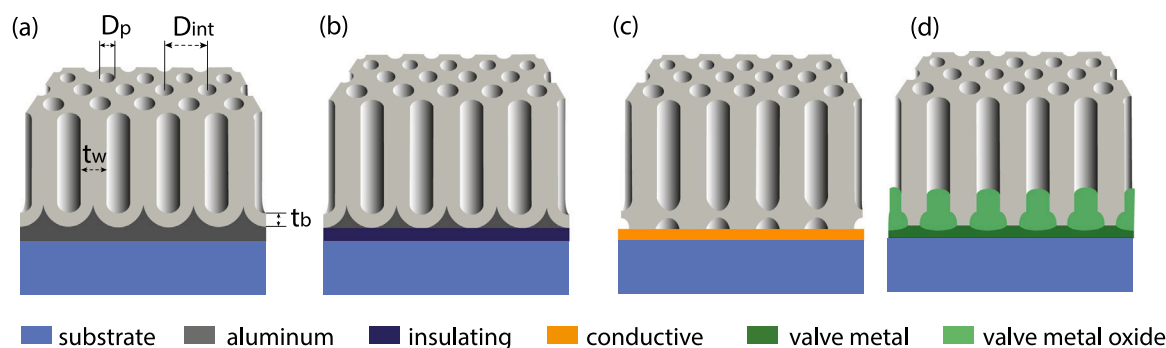 (a) (b) (c) (d)
Dp Dint
tw
tb
substrate aluminum insulating conductive valve metal valve metal oxide